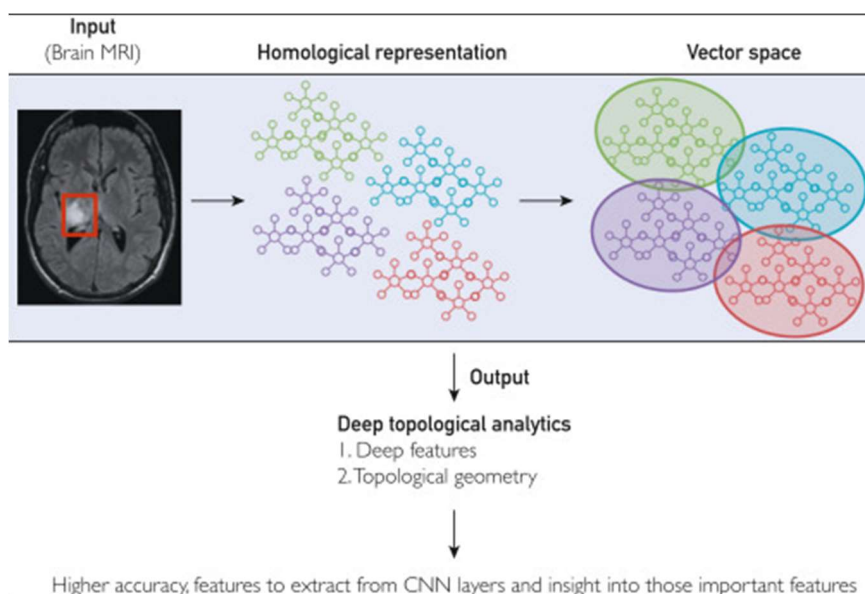 Input
(Brain MRI)
Homological representation
Vector space
Output
Deep topological analytics
1. Deep features
2. Topological geometry
Higher accuracy, features to extract from CNN layers and insight into those important features